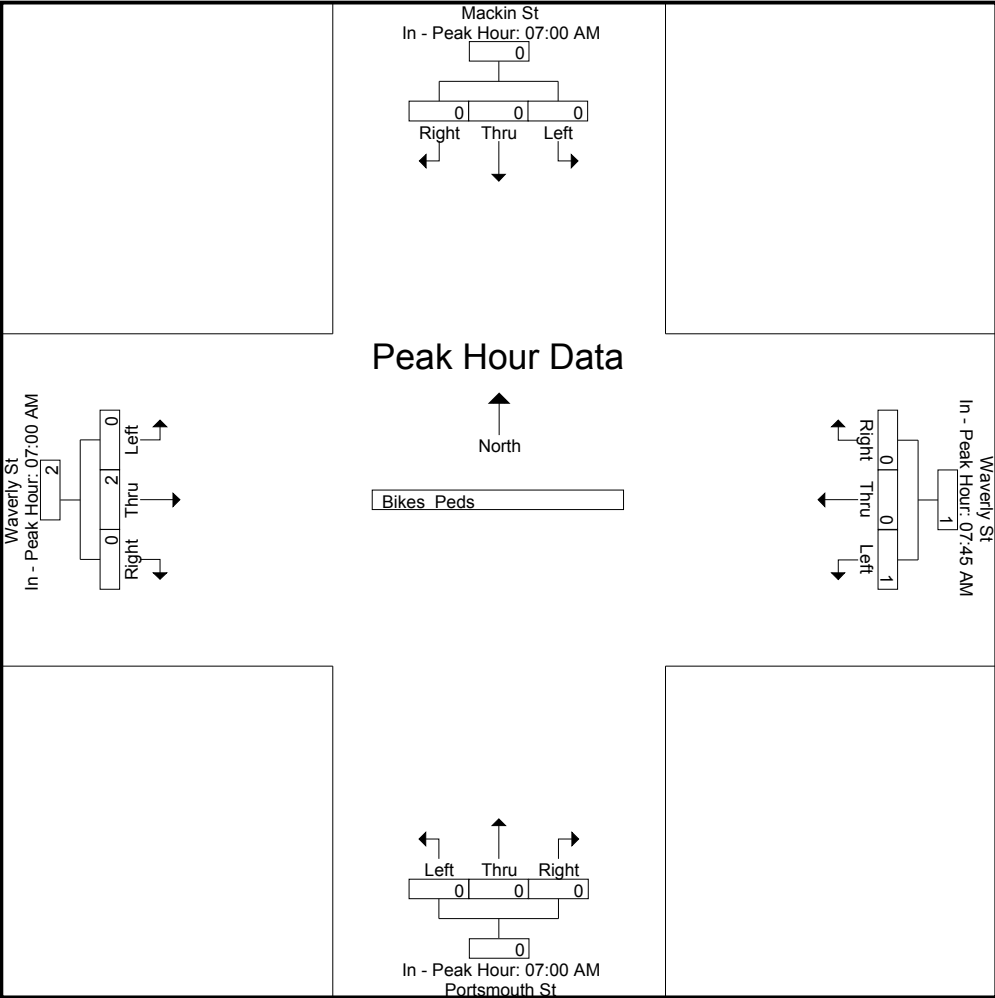 Mackin St
In - Peak Hour: 07:00 AM
0
0 0 0
Right Thru Left
Peak Hour Data
North
Bikes Peds
Waverly St
In - Peak Hour: 07:00 AM
2
0 2 0
Left Thru Right
Waverly St
In - Peak Hour: 07:45 AM
1
0 0 1
Right Thru Left
Left Thru Right
0 0 0
0
In - Peak Hour: 07:00 AM
Portsmouth St